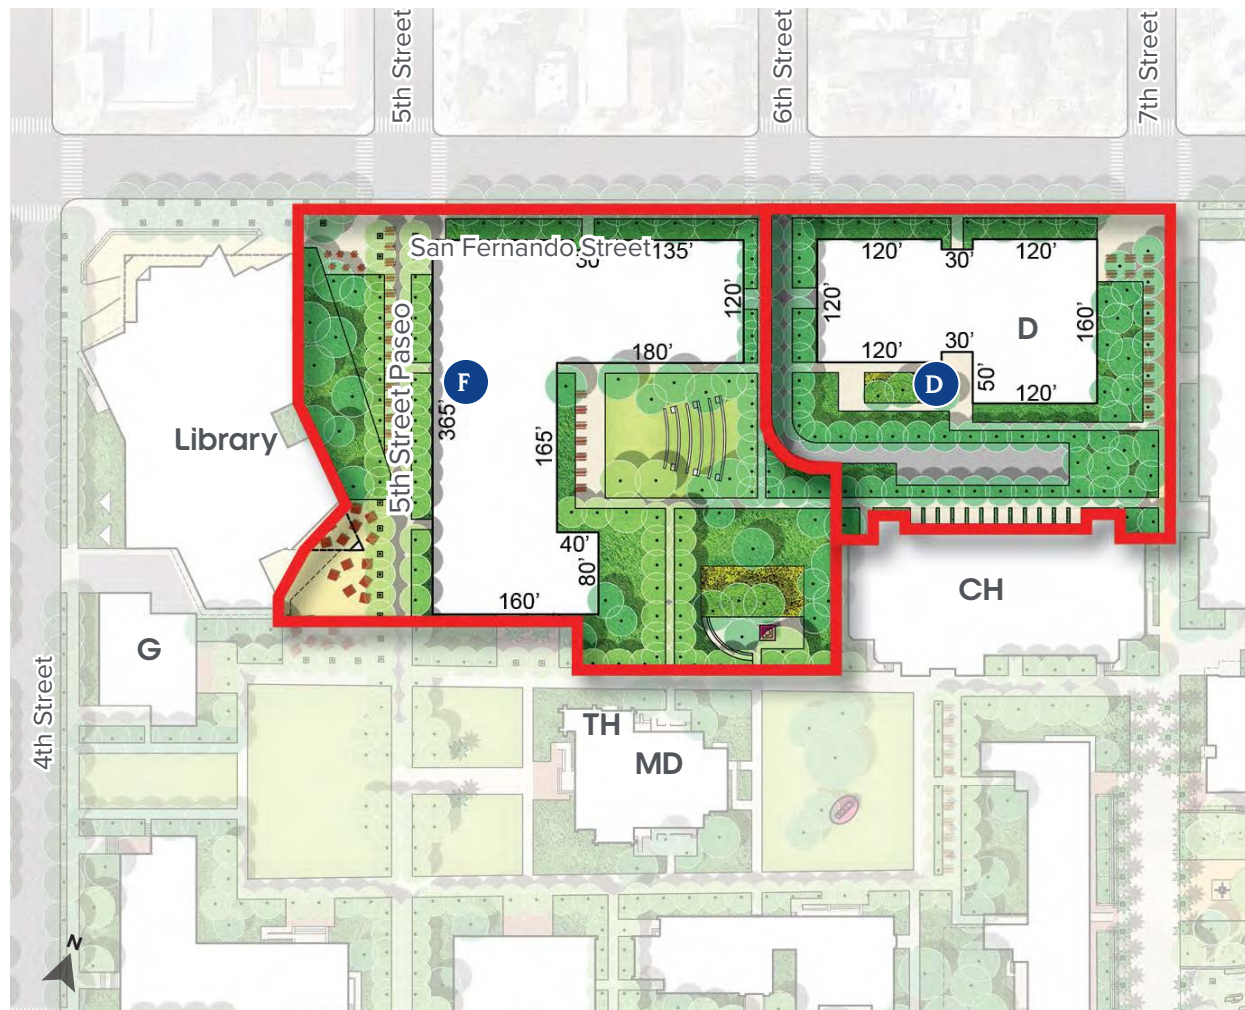 5th Street
6th Street
7th Street
San Fernando Street
30'
135'
120'
30'
120'
120'
120'
160'
D
180'
120'
30'
F
D
50'
120'
365'
5th Street Paseo
165'
Library
40'
80'
160'
CH
G
4th Street
TH
MD
N